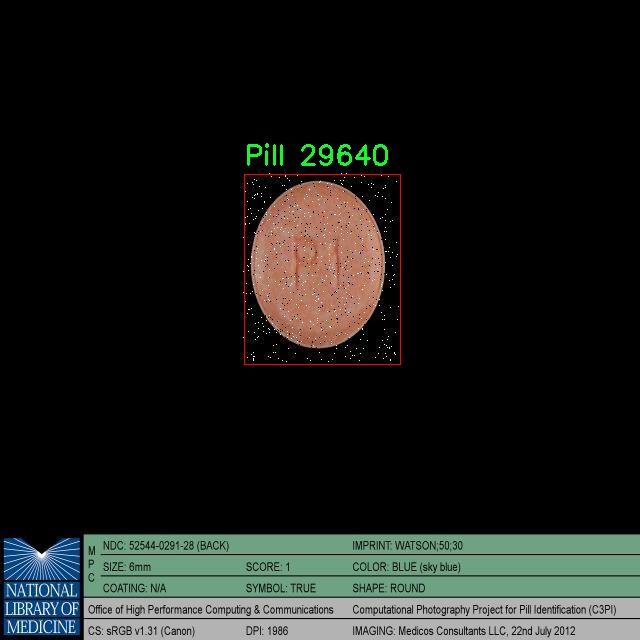 Pill 29640
P1
NATIONAL
LIBRARY OF
MEDICINE
M
P
C
NDC: 52544-0291-28 (BACK)
IMPRINT: WATSON;50;30
SIZE: 6mm
SCORE: 1
COLOR: BLUE (sky blue)
COATING: N/A
SYMBOL: TRUE
SHAPE: ROUND
Office of High Performance Computing & Communications
Computational Photography Project for Pill Identification (C3PI)
CS: sRGB v1.31 (Canon)
DPI: 1986
IMAGING: Medicos Consultants LLC, 22nd July 2012